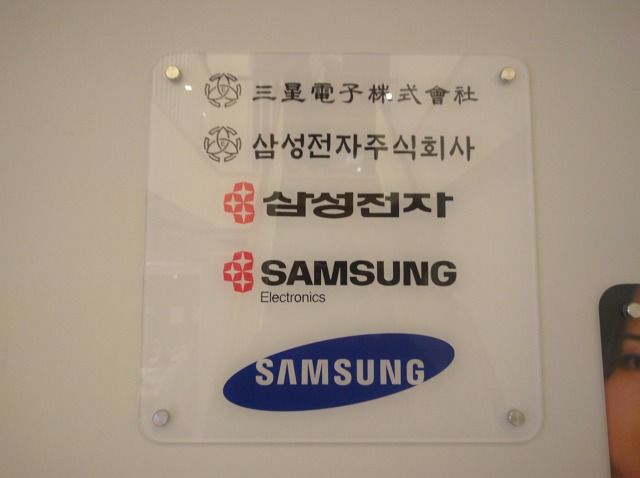 三星電子株式會社
삼성전자주식회사
삼성전자
SAMSUNG
Electronics
SAMSUNG